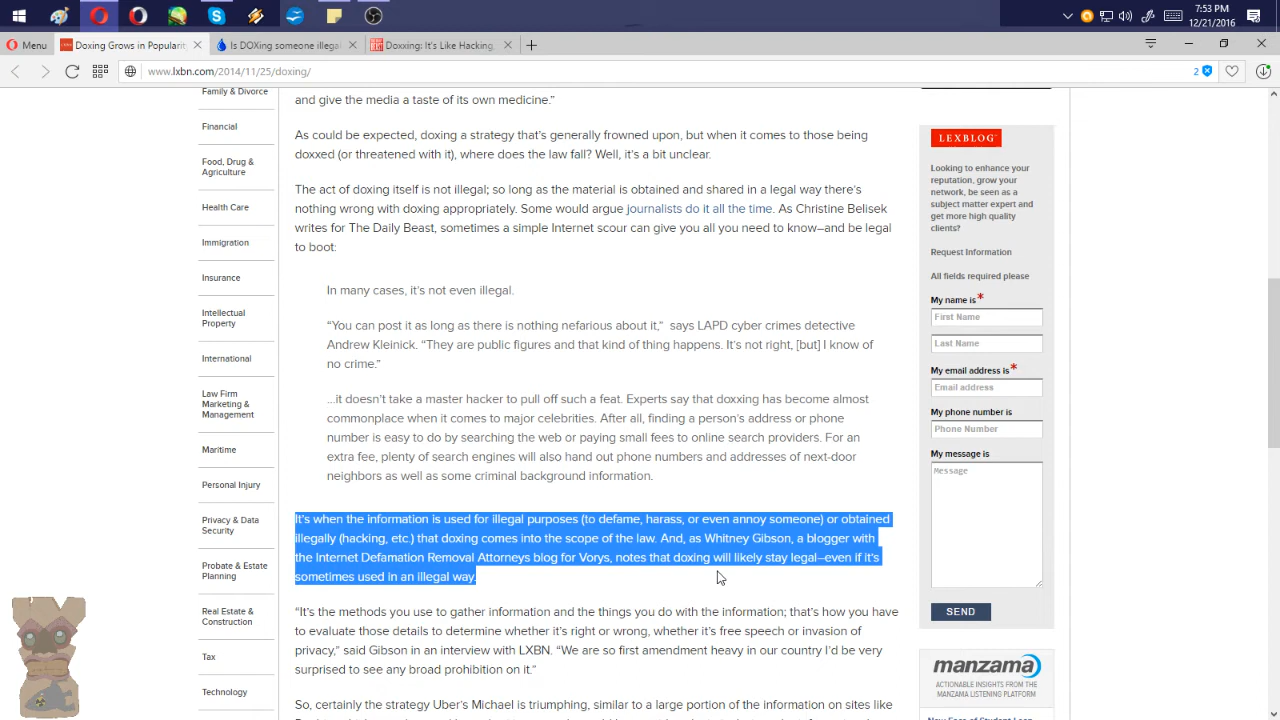 7:53 PM
12/21/2016
Menu
Doxing Grows in Popularit
Is DOXing someone illegal
Doxxing: It's Like Hacking,
www.lxbn.com/2014/11/25/doxing/
2
Family & Divorce
Financial
Food, Drug &
Agriculture
Health Care
Immigration
Insurance
Intellectual
Property
International
Law Firm
Marketing &
Management
Maritime
Personal Injury
Privacy & Data
Security
Probate & Estate
Planning
Real Estate &
Construction
Tax
Technology
and give the media a taste of its own medicine.”
As could be expected, doxing a strategy that’s generally frowned upon, but when it comes to those being
doxxed (or threatened with it), where does the law fall? Well, it’s a bit unclear.
The act of doxing itself is not illegal; so long as the material is obtained and shared in a legal way there’s
nothing wrong with doxing appropriately. Some would argue journalists do it all the time. As Christine Belisek
writes for The Daily Beast, sometimes a simple Internet scour can give you all you need to know–and be legal
to boot:
In many cases, it’s not even illegal.
“You can post it as long as there is nothing nefarious about it,” says LAPD cyber crimes detective
Andrew Kleinick. “They are public figures and that kind of thing happens. It’s not right, [but] I know of
no crime.”
…it doesn’t take a master hacker to pull off such a feat. Experts say that doxxing has become almost
commonplace when it comes to major celebrities. After all, finding a person’s address or phone
number is easy to do by searching the web or paying small fees to online search providers. For an
extra fee, plenty of search engines will also hand out phone numbers and addresses of next-door
neighbors as well as some criminal background information.
It’s when the information is used for illegal purposes (to defame, harass, or even annoy someone) or obtained
illegally (hacking, etc.) that doxing comes into the scope of the law. And, as Whitney Gibson, a blogger with
the Internet Defamation Removal Attorneys blog for Vorys, notes that doxing will likely stay legal–even if it’s
sometimes used in an illegal way.
“It’s the methods you use to gather information and the things you do with the information; that’s how you have
to evaluate those details to determine whether it’s right or wrong, whether it’s free speech or invasion of
privacy,” said Gibson in an interview with LXBN. “We are so first amendment heavy in our country I’d be very
surprised to see any broad prohibition on it.”
So, certainly the strategy Uber’s Michael is triumphing, similar to a large portion of the information on sites like
LEXBLOG
Looking to enhance your
reputation, grow your
network, be seen as a
subject matter expert and
get more high quality
clients?
Request Information
All fields required please
My name is*
First Name
Last Name
My email address is*
Email address
My phone number is
Phone Number
My message is
Message
SEND
manzama
ACTIONABLE INSIGHTS FROM THE
MANZAMA LISTENING PLATFORM